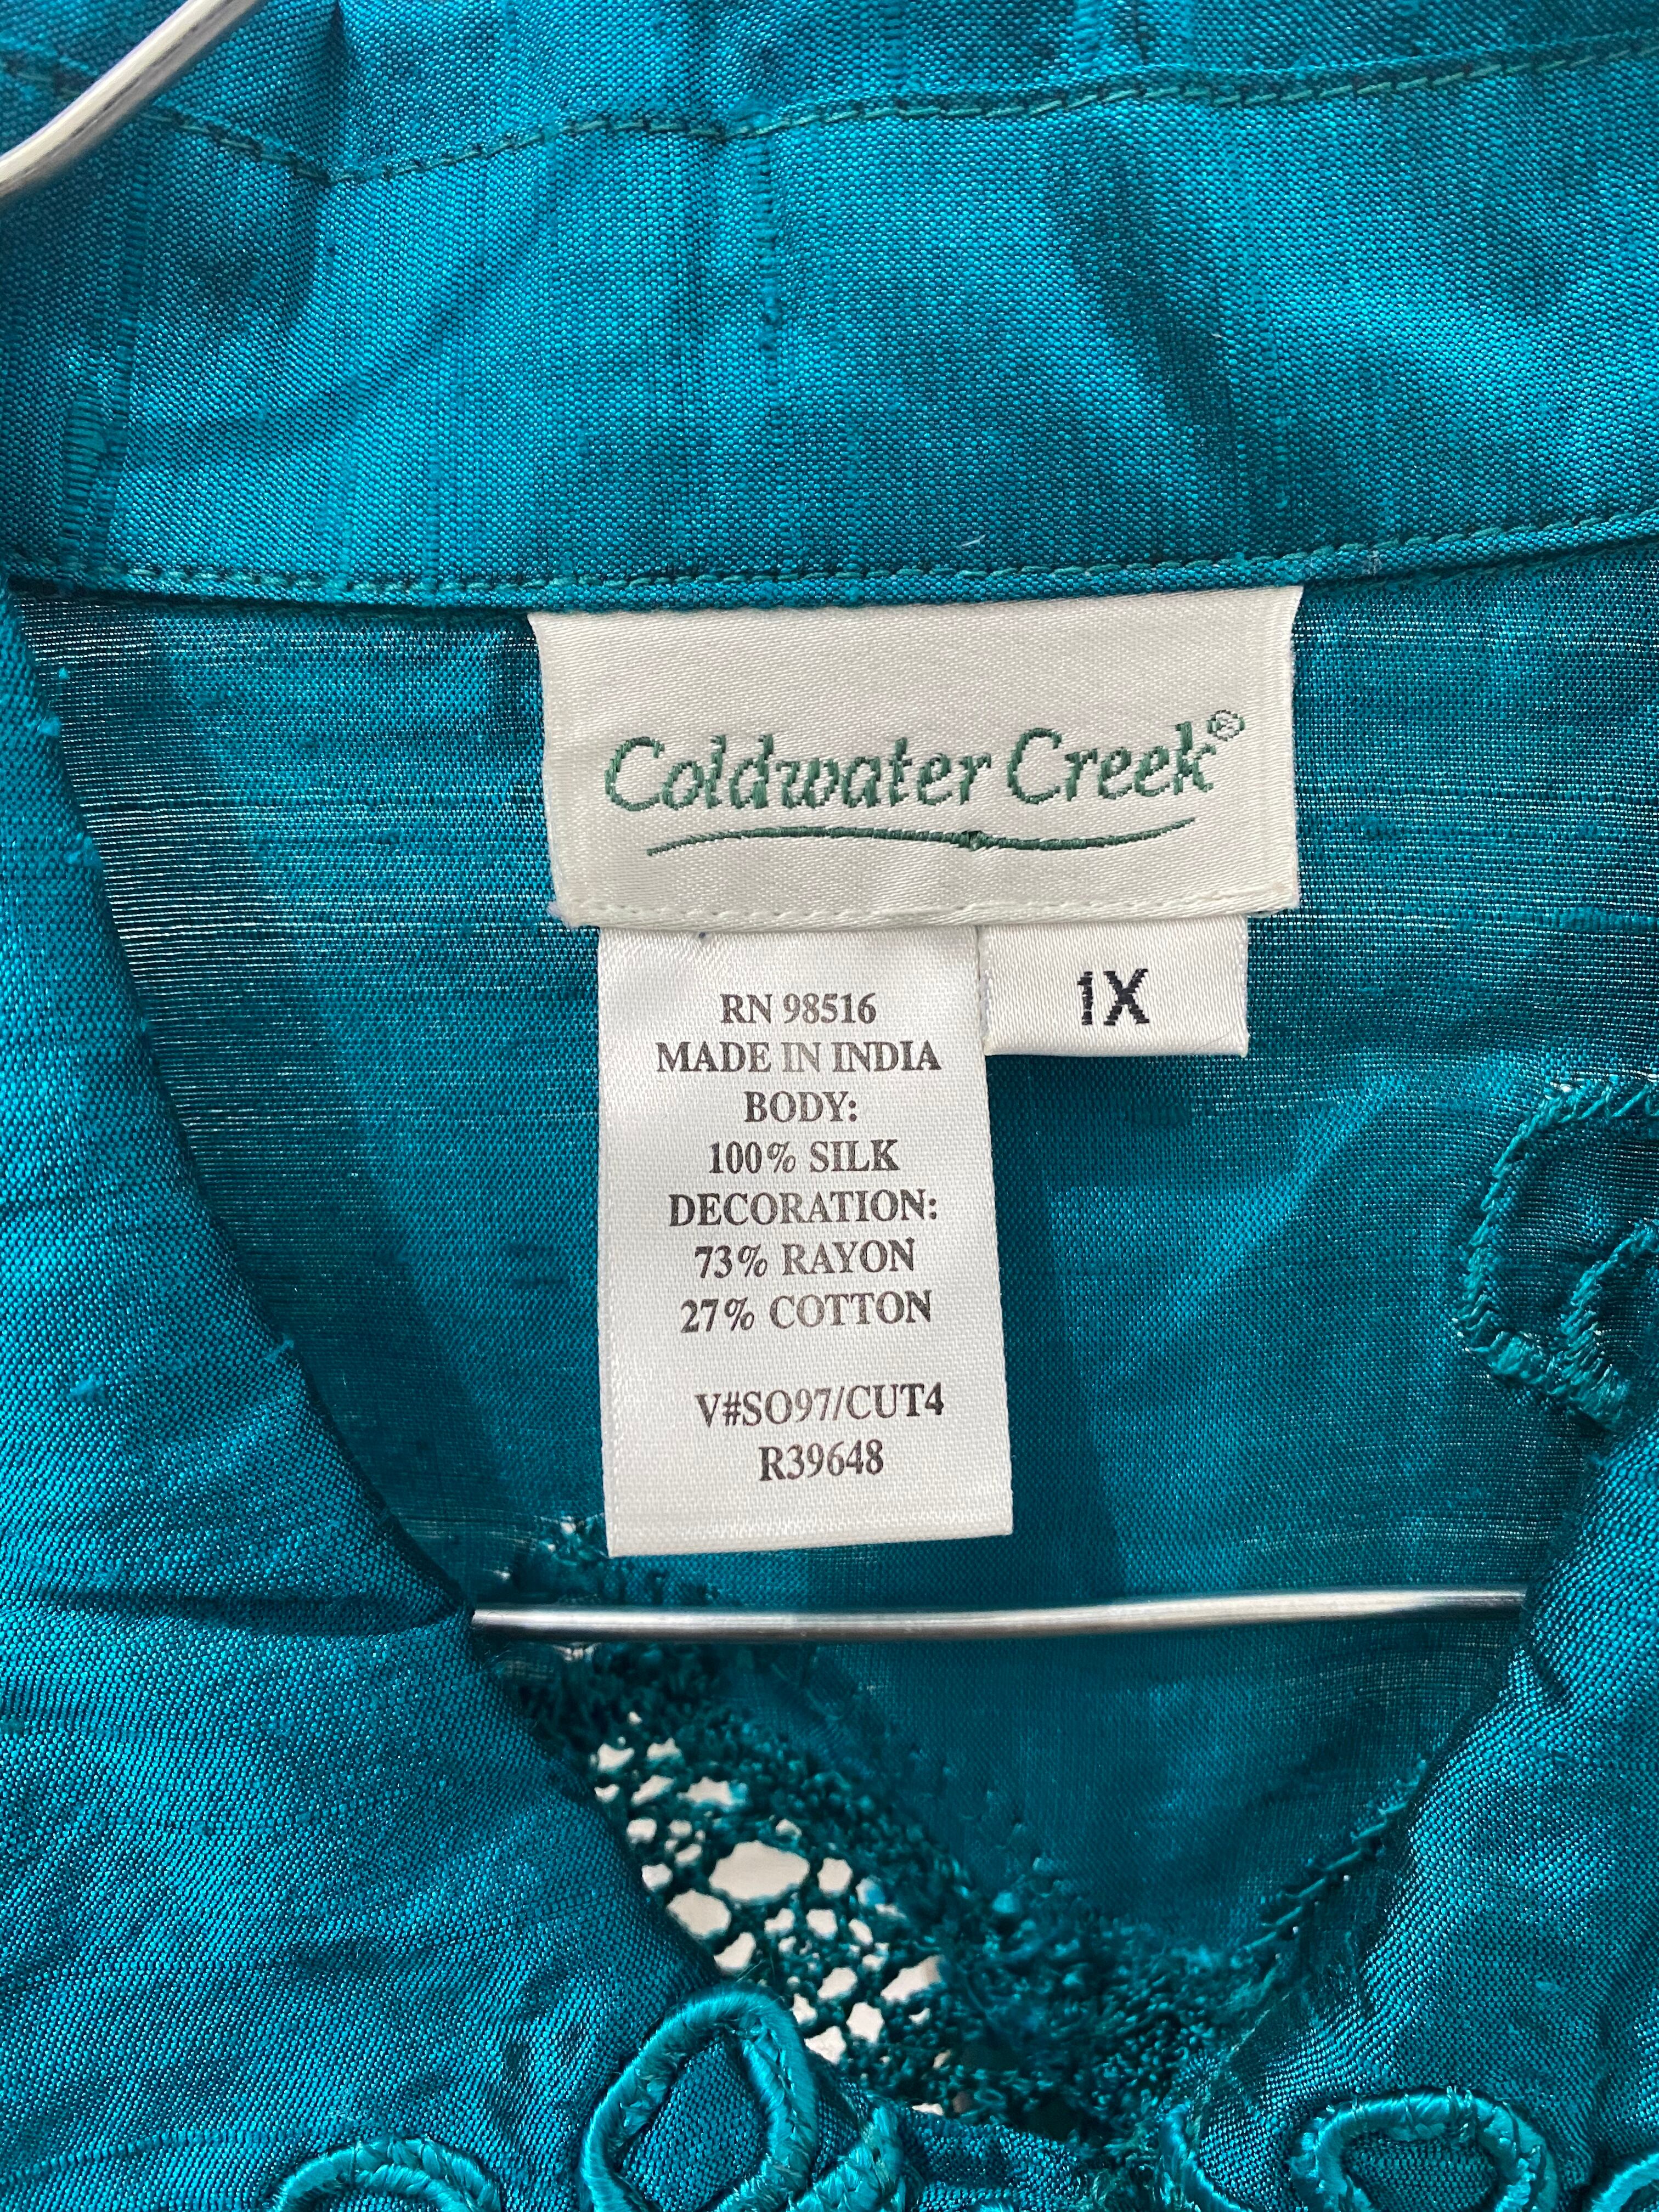 Coldwater Creek®
1X
RN 98516
MADE IN INDIA
BODY:
100% SILK
DECORATION:
73% RAYON
27% COTTON
V#SO97/CUT4
R39648